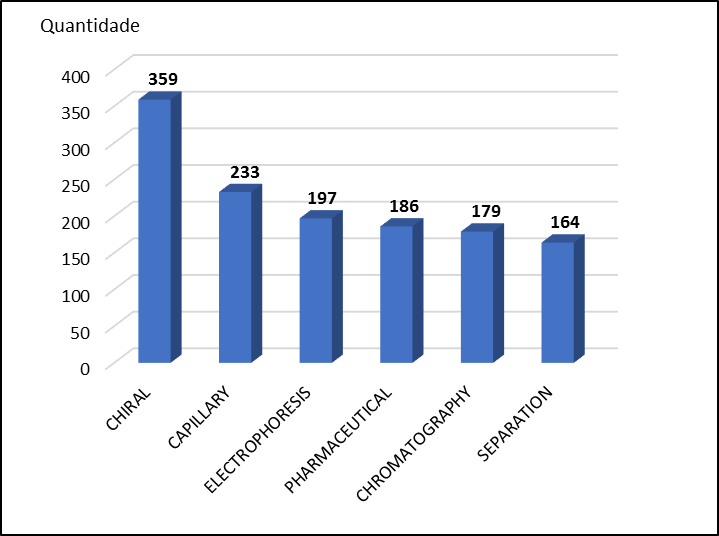 Quantidade
400
350
300
250
200
150
100
50
0
359
233
197
186
179
164
CHIRAL
CAPILLARY
ELECTROPHORESIS
PHARMACEUTICAL
CHROMATOGRAPHY
SEPARATION